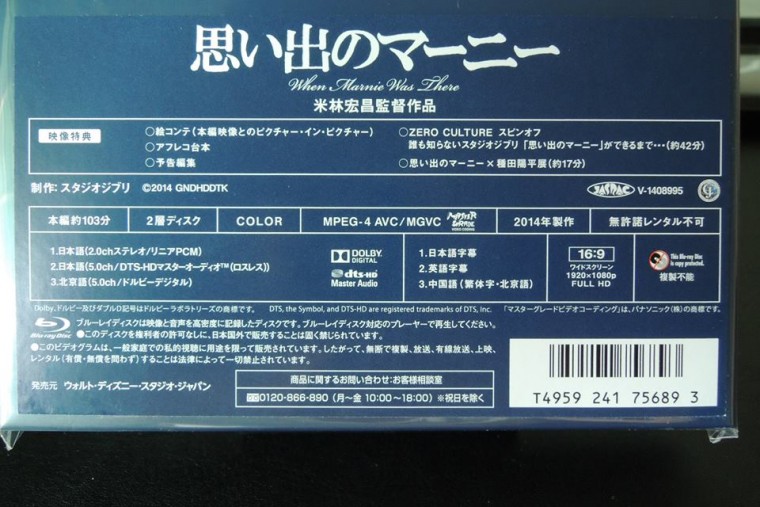 思い出のマーニー
When Marnie Was There
米林宏昌監督作品
映像特典
○絵コンテ(本編映像とのピクチャー・イン・ピクチャー)
○アフレコ台本
○予告編集
○ZERO CULTURE スピンオフ
誰も知らないスタジオジブリ「思い出のマーニー」ができるまで…(約42分)
○思い出のマーニー×種田陽平展(約17分)
制作:スタジオジブリ ©2014 GNDHDDTK
JASRAC V-1408995
本編約103分 2層ディスク COLOR MPEG-4 AVC/MGVC MASTER GRADE VIDEO CODING 2014年製作 無許諾レンタル不可
1.日本語(2.0chステレオ/リニアPCM)
2.日本語(5.0ch/DTS-HDマスターオーディオ™(ロスレス))
3.北京語(5.0ch/ドルビーデジタル)
DOLBY DIGITAL
dts-HD Master Audio
1.日本語字幕
2.英語字幕
3.中国語(繁体字・北京語)
16:9
ワイドスクリーン
1920×1080p
FULL HD
This Blu-ray Disc is copy protected.
複製不能
Dolby、ドルビー及びダブルD記号はドルビーラボラトリーズの商標です。 DTS, the Symbol, and DTS-HD are registered trademarks of DTS, Inc. 「マスターグレードビデオコーディング」は、パナソニック(株)の商標です。
Blu-ray Disc ブルーレイディスクは映像と音声を高密度に記録したディスクです。ブルーレイディスク対応のプレーヤーで再生してください。
●このディスクを権利者の許可なしに、日本国外で販売することは固く禁じられております。
●このビデオグラムは、一般家庭での私的視聴に用途を限って販売されています。したがって、無断で複製、放送、有線放送、上映、
レンタル(有償・無償を問わず)することは法律によって一切禁止されています。
発売元 ウォルト・ディズニー・スタジオ・ジャパン
商品に関するお問い合わせ:お客様相談室
0120-866-890 (月〜金 10:00〜18:00) ※祝日を除く
T4959 241 75689 3